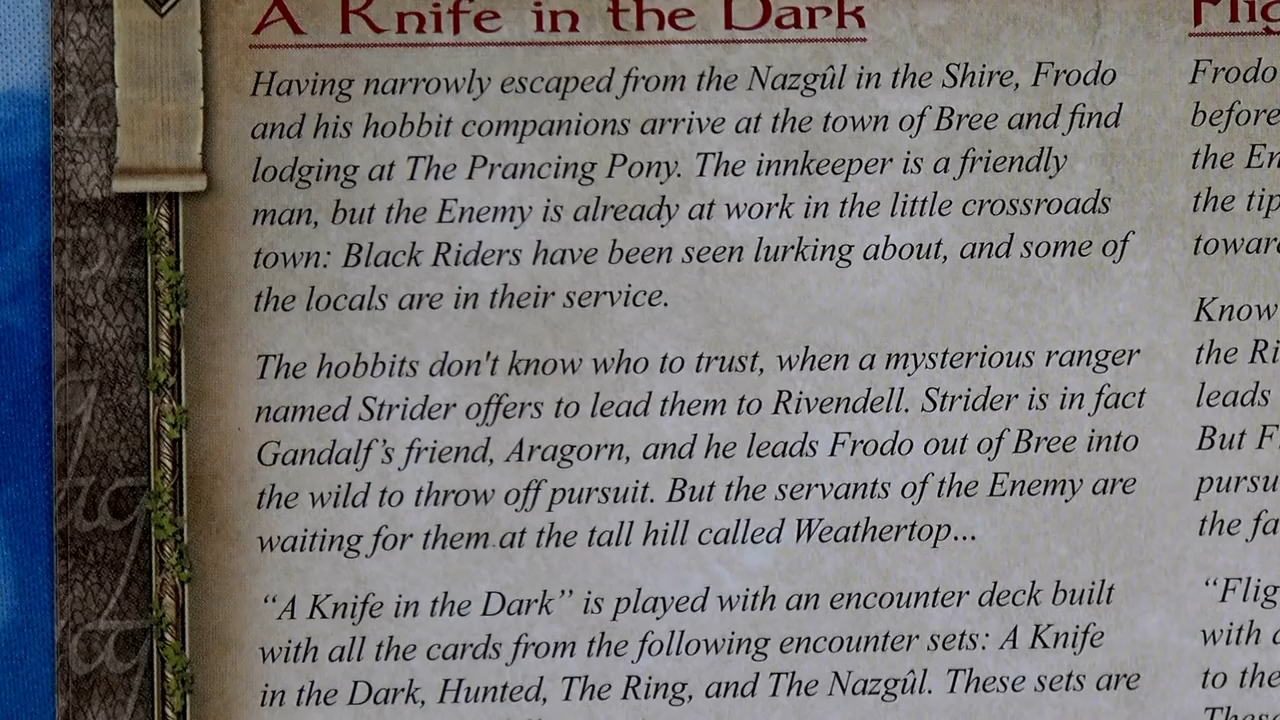 A Knife in the Dark
Having narrowly escaped from the Nazgûl in the Shire, Frodo
and his hobbit companions arrive at the town of Bree and find
lodging at The Prancing Pony. The innkeeper is a friendly
man, but the Enemy is already at work in the little crossroads
town: Black Riders have been seen lurking about, and some of
the locals are in their service.
The hobbits don't know who to trust, when a mysterious ranger
named Strider offers to lead them to Rivendell. Strider is in fact
Gandalf's friend, Aragorn, and he leads Frodo out of Bree into
the wild to throw off pursuit. But the servants of the Enemy are
waiting for them at the tall hill called Weathertop...
“A Knife in the Dark” is played with an encounter deck built
with all the cards from the following encounter sets: A Knife
in the Dark, Hunted, The Ring, and The Nazgûl. These sets are
Frodo
before
the
the
Know
the
leads
But
the
with
to the